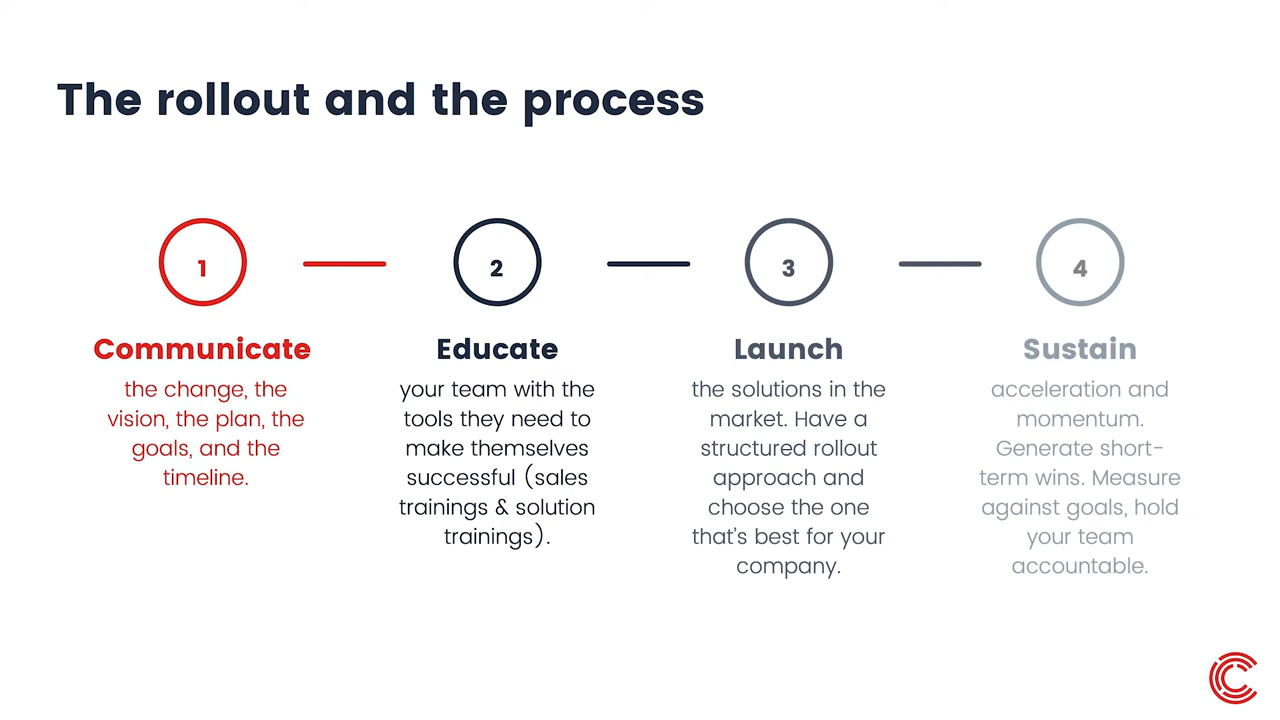 The rollout and the process
1
Communicate
the change, the
vision, the plan, the
goals, and the
timeline.
2
Educate
your team with the
tools they need to
make themselves
successful (sales
trainings & solution
trainings).
3
Launch
the solutions in the
market. Have a
structured rollout
approach and
choose the one
that's best for your
company.
4
Sustain
acceleration and
momentum.
Generate short-
term wins. Measure
against goals, hold
your team
accountable.